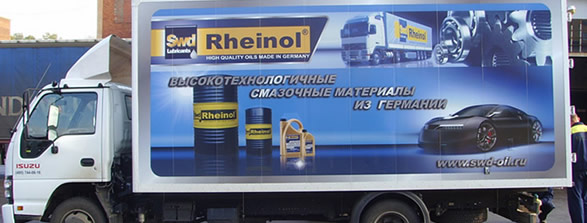 Swd
Lubricants
Rheinol®
HIGH QUALITY OILS MADE IN GERMANY
ВЫСОКОТЕХНОЛОГИЧНЫЕ
СМАЗОЧНЫЕ МАТЕРИАЛЫ
ИЗ ГЕРМАНИИ
Rheinol
Rheinol
www.swd-oil.ru
ISUZU